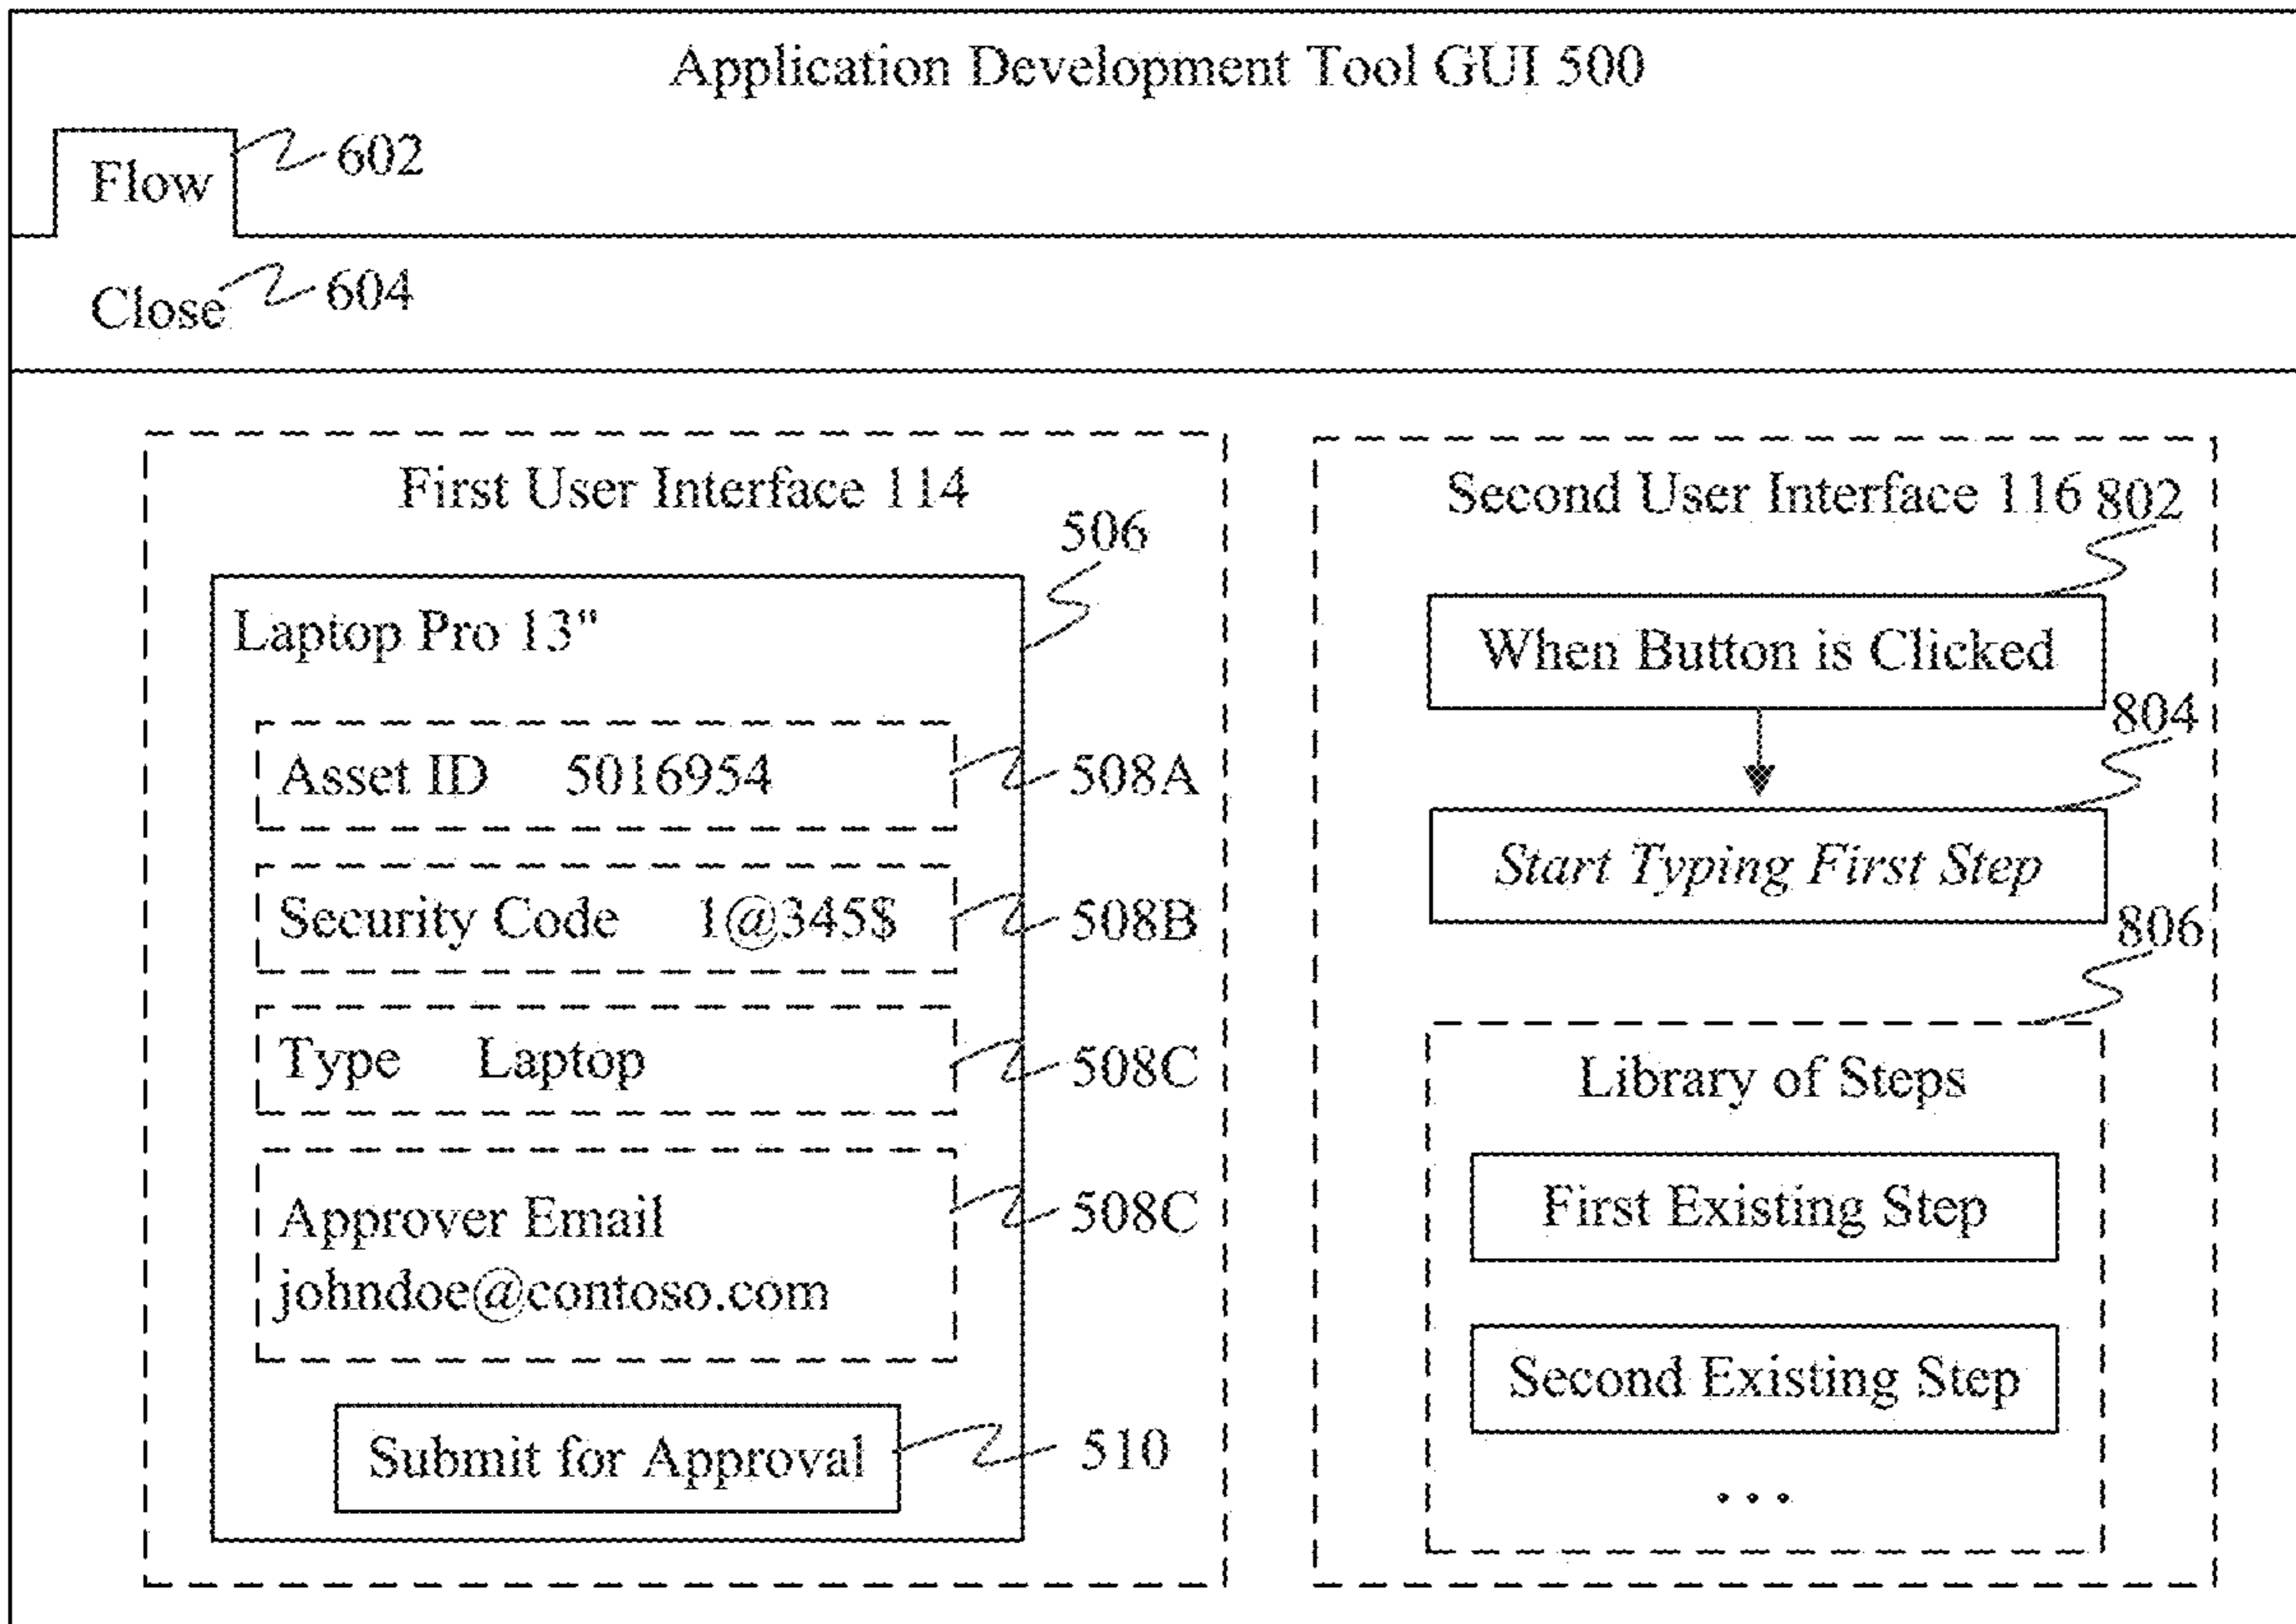 Application Development Tool GUI 500
Flow
602
Close
604
First User Interface 114
506
Laptop Pro 13"
Asset ID 5016954
508A
Security Code 1@345$
508B
Type Laptop
508C
Approver Email
johndoe@contoso.com
508C
Submit for Approval
510
Second User Interface 116
802
When Button is Clicked
804
Start Typing First Step
806
Library of Steps
First Existing Step
Second Existing Step
...